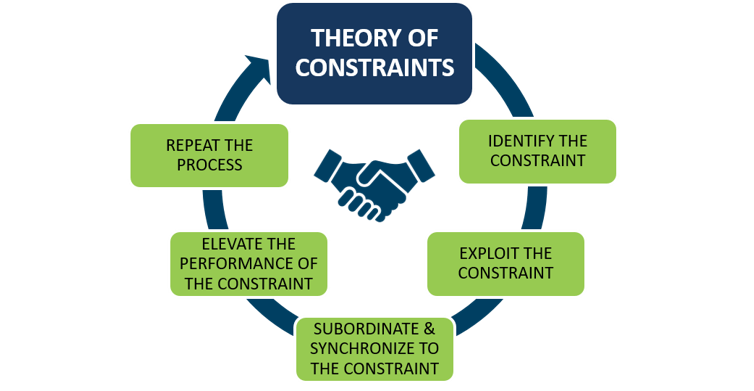 THEORY OF
CONSTRAINTS
IDENTIFY THE
CONSTRAINT
EXPLOIT THE
CONSTRAINT
SUBORDINATE &
SYNCHRONIZE TO
THE CONSTRAINT
ELEVATE THE
PERFORMANCE OF
THE CONSTRAINT
REPEAT THE
PROCESS